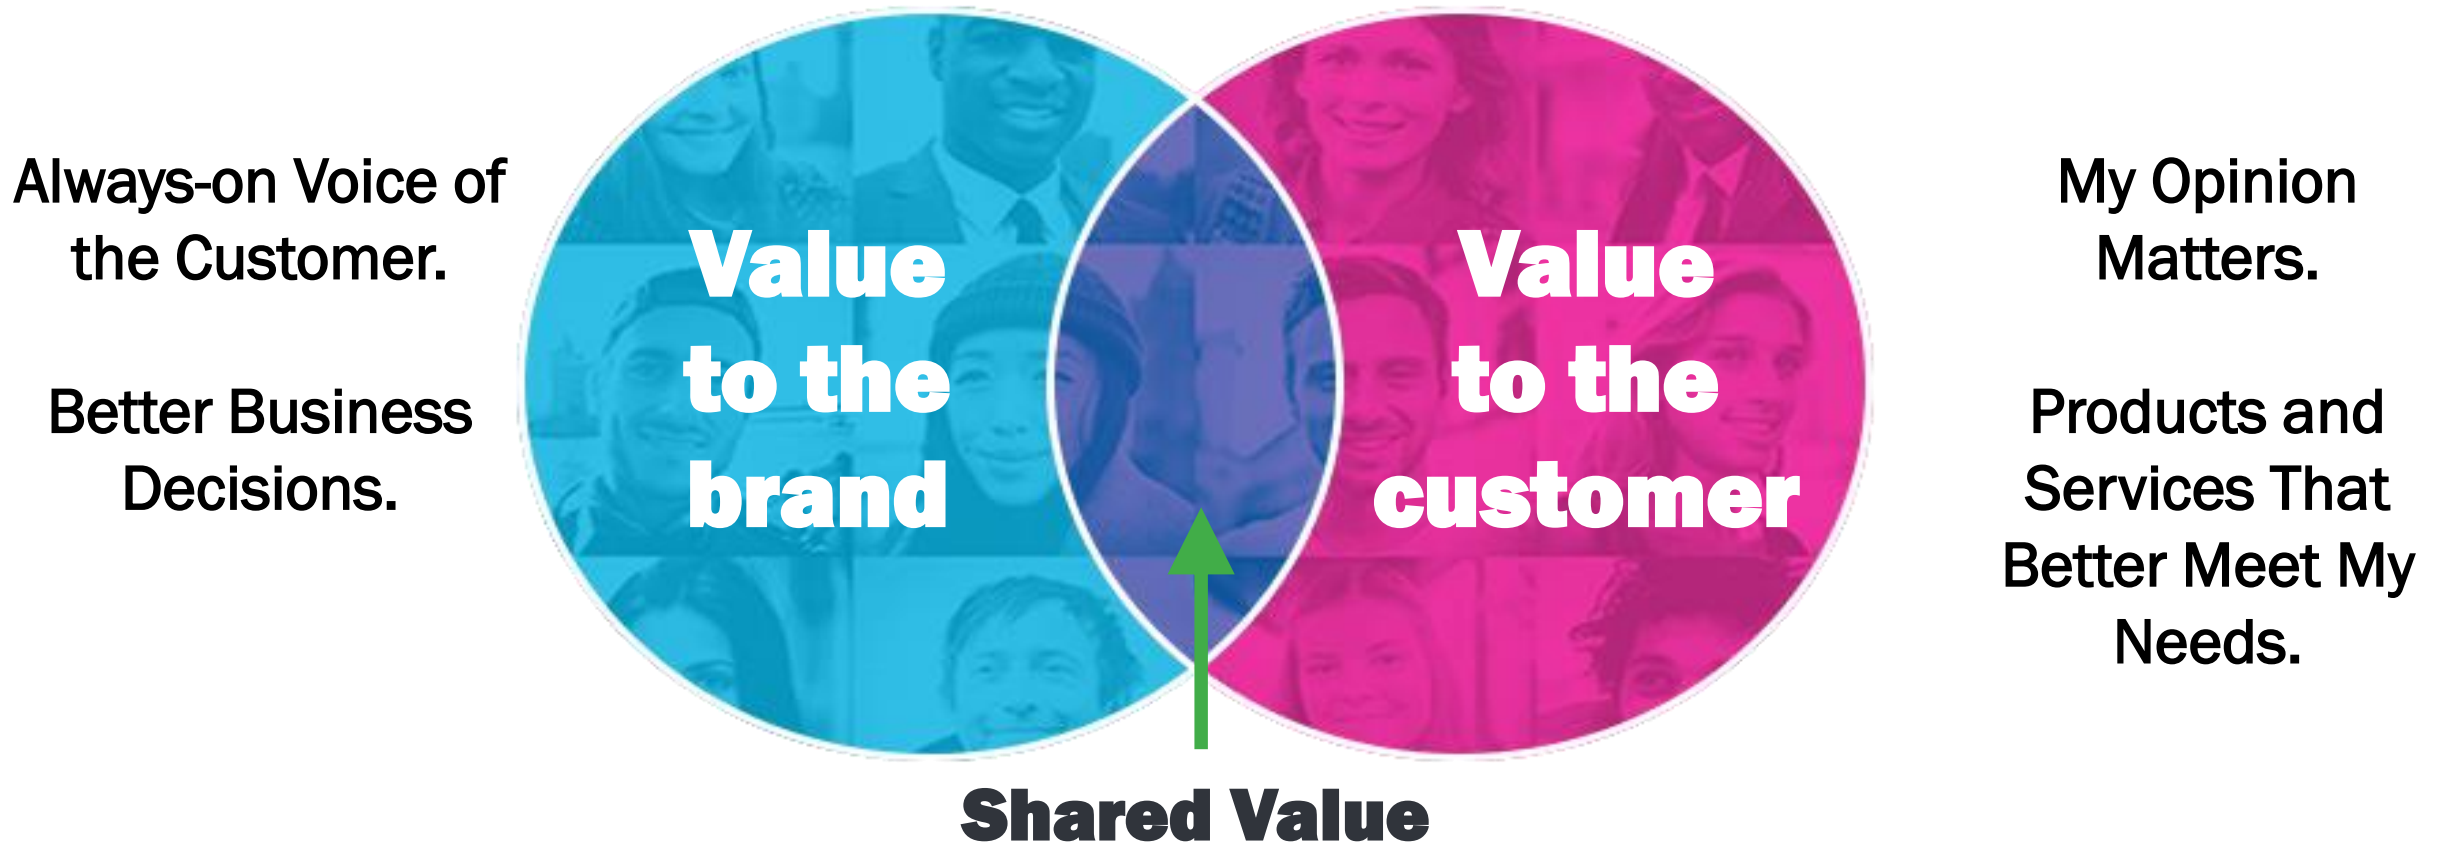 Always-on Voice of
the Customer.
Better Business
Decisions.
Value
to the
brand
Value
to the
customer
My Opinion
Matters.
Products and
Services That
Better Meet My
Needs.
Shared Value